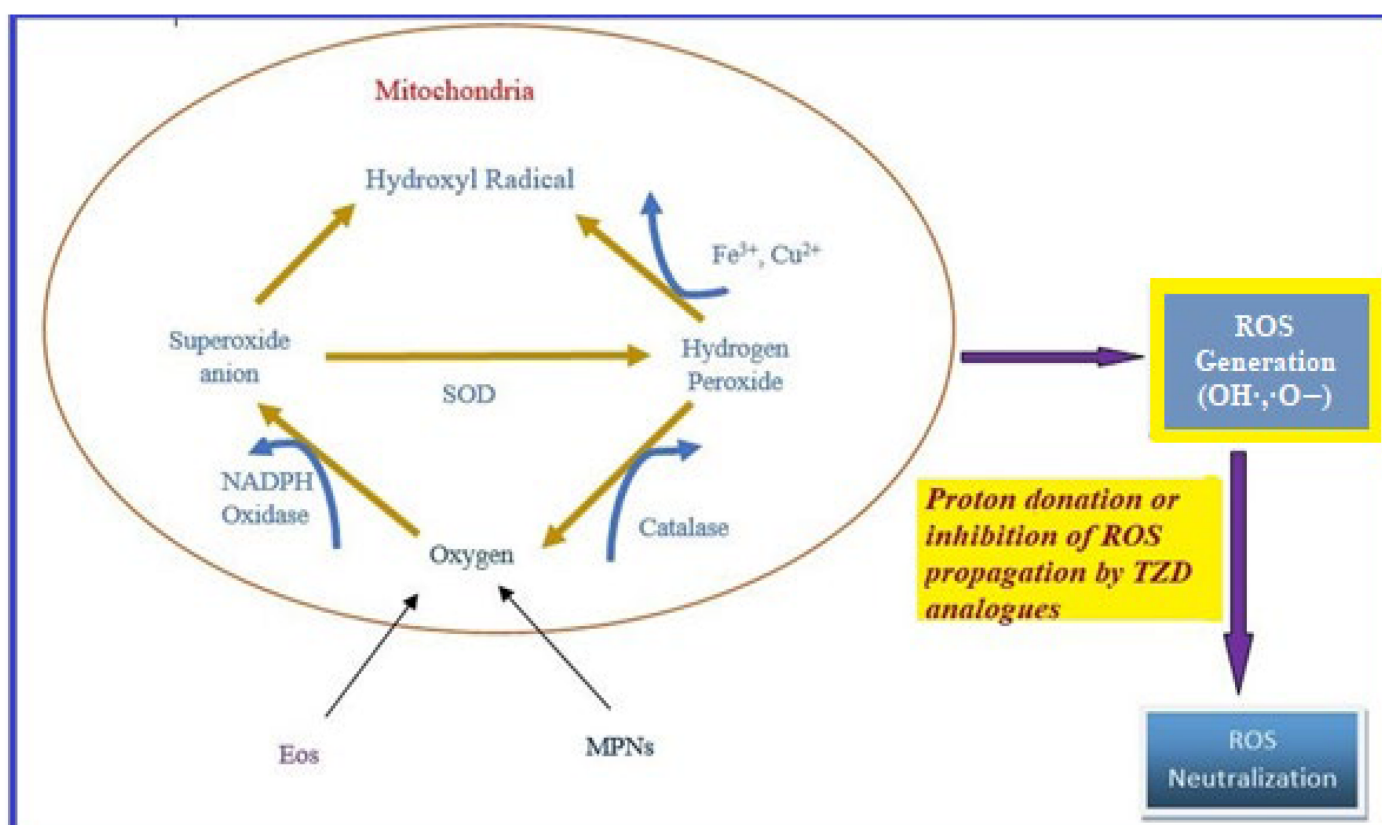 Mitochondria
Hydroxyl Radical
Fe³⁺, Cu²⁺
Superoxide
anion
SOD
Hydrogen
Peroxide
NADPH
Oxidase
Oxygen
Catalase
Eos
MPNs
ROS
Generation
(OH·,·O−)
Proton donation or
inhibition of ROS
propagation by TZD
analogues
ROS
Neutralization